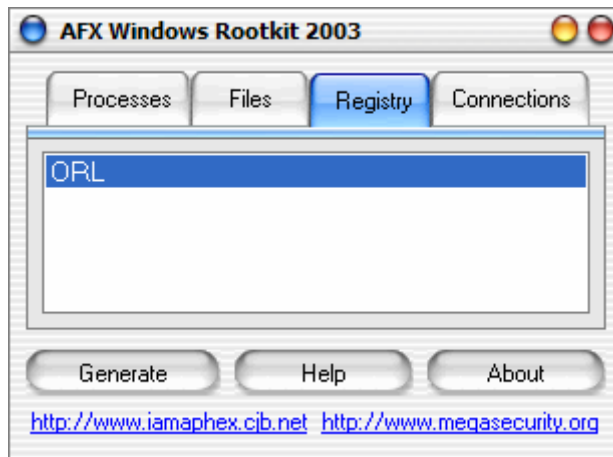 AFX Windows Rootkit 2003
Processes Files Registry Connections
ORL
Generate Help About
http://www.iamaphex.cjb.net http://www.megasecurity.org